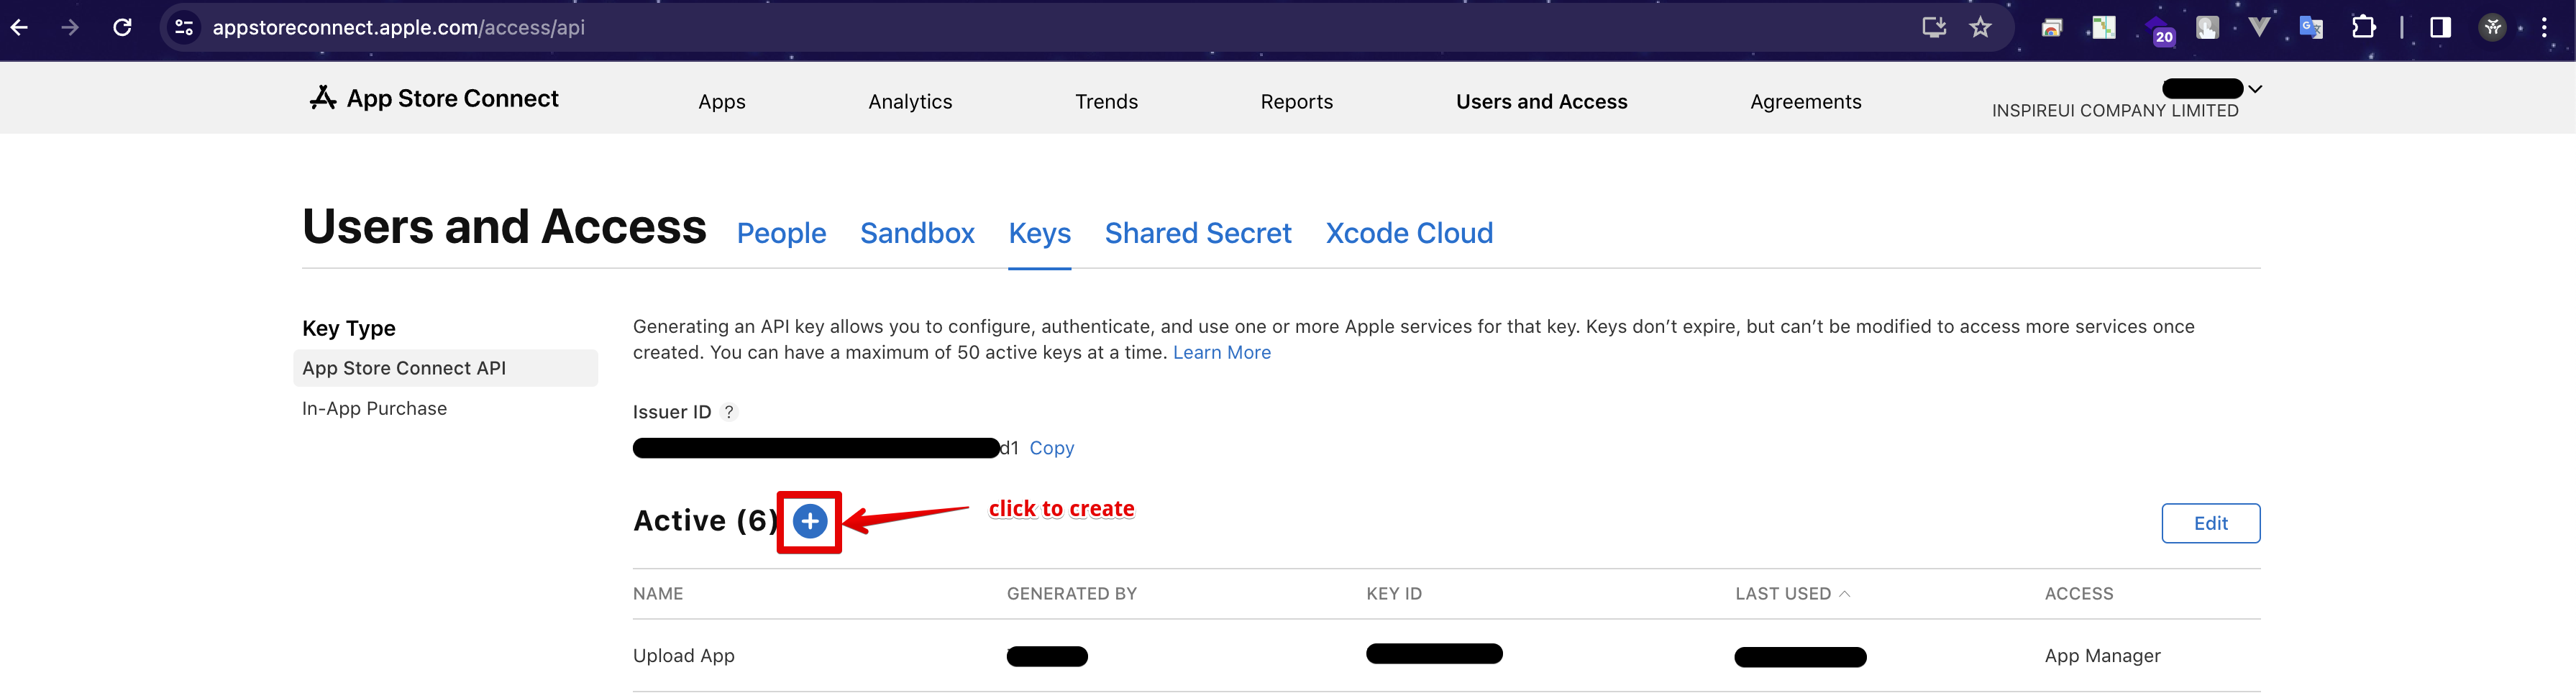 appstoreconnect.apple.com/access/api
20
App Store Connect
Apps
Analytics
Trends
Reports
Users and Access
Agreements
INSPIREUI COMPANY LIMITED
Users and Access
People
Sandbox
Keys
Shared Secret
Xcode Cloud
Key Type
App Store Connect API
In-App Purchase
Generating an API key allows you to configure, authenticate, and use one or more Apple services for that key. Keys don’t expire, but can’t be modified to access more services once
created. You can have a maximum of 50 active keys at a time. Learn More
Issuer ID ?
d1 Copy
Active (6)
click to create
Edit
NAME
GENERATED BY
KEY ID
LAST USED
ACCESS
Upload App
App Manager